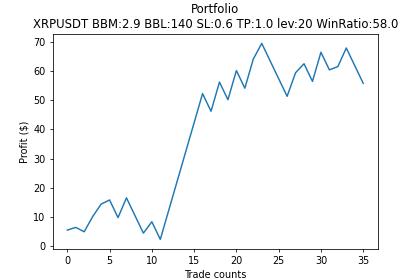 Portfolio
XRPUSDT BBM:2.9 BBL:140 SL:0.6 TP:1.0 lev:20 WinRatio:58.0
70
60
50
40
30
20
10
0
Profit ($)
0 5 10 15 20 25 30 35
Trade counts